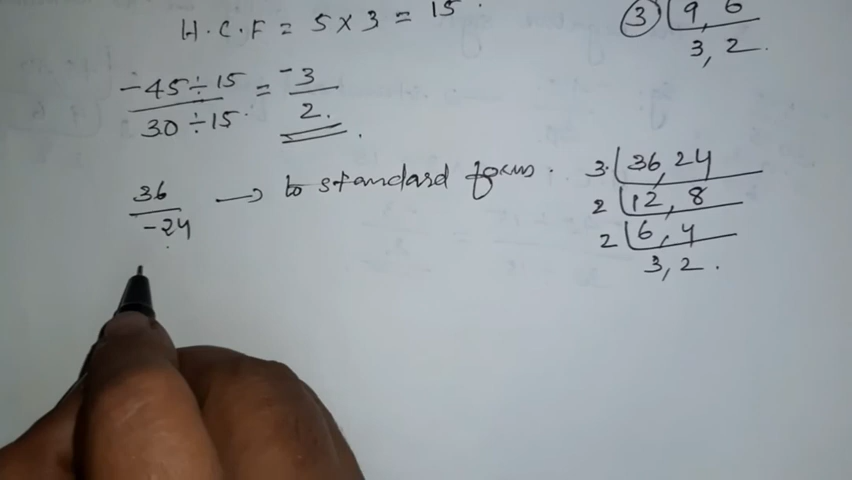 H.C.F = 5 × 3 = 15.
-45 ÷ 15 / 30 ÷ 15 = -3 / 2.
36 / -24 → to standard focus.
3 9, 6
3, 2.
3 36, 24
2 12, 8
2 6, 4
3, 2.